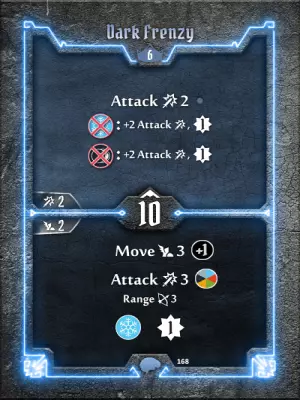 Dark Frenzy
6
Attack 2
: +2 Attack , 1
: +2 Attack , 1
2
10
2
Move 3 +1
Attack 3
Range 3
1
168